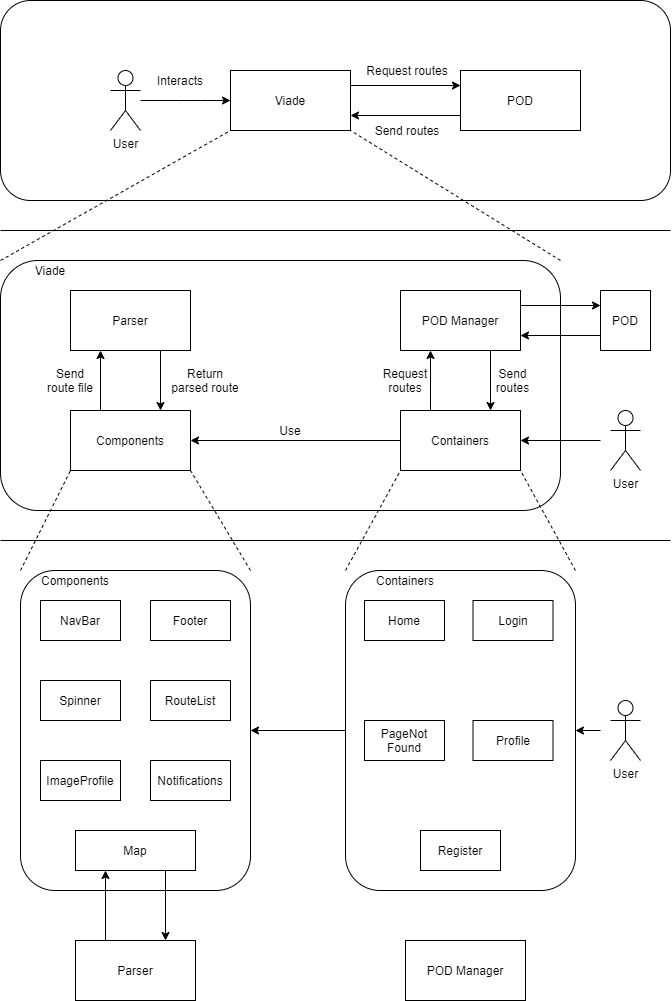 Interacts
Request routes
Viade
POD
Send routes
User
Viade
Parser
POD Manager
POD
Send
route file
Return
parsed route
Request
routes
Send
routes
Components
Use
Containers
User
Components
Containers
NavBar
Footer
Home
Login
Spinner
RouteList
PageNot
Found
Profile
User
ImageProfile
Notifications
Map
Register
Parser
POD Manager